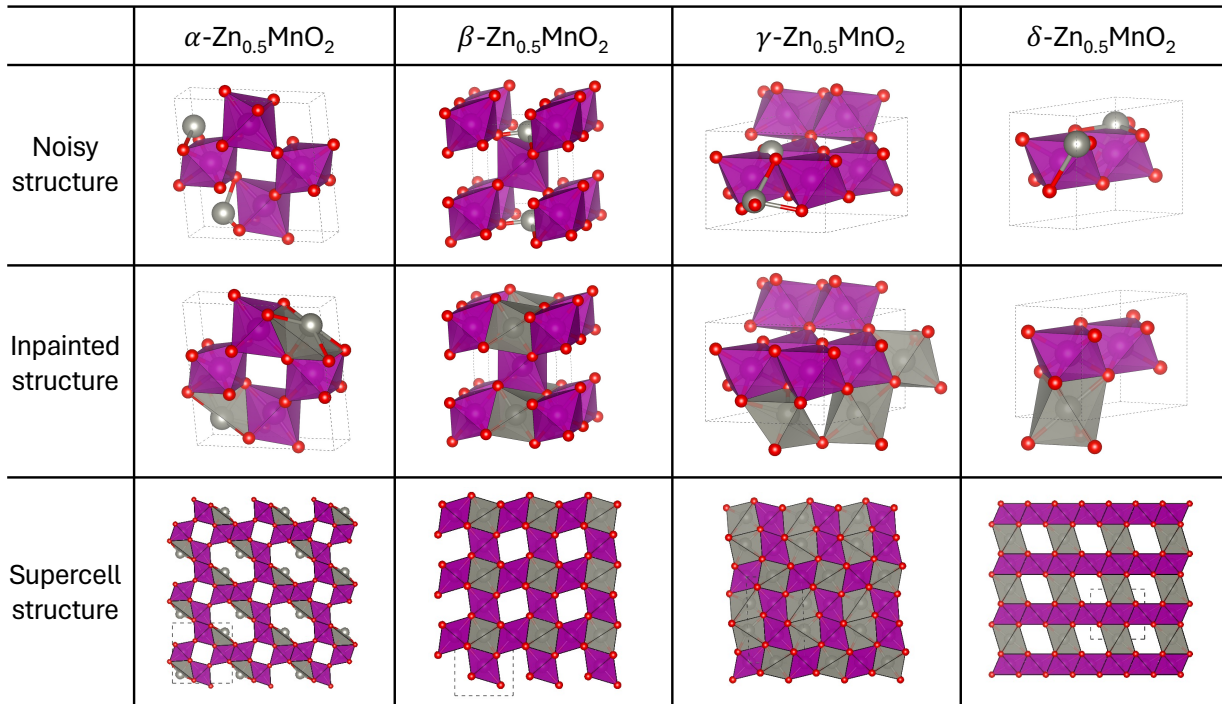 α-Zn₀.₅MnO₂
β-Zn₀.₅MnO₂
γ-Zn₀.₅MnO₂
δ-Zn₀.₅MnO₂
Noisy
structure
Inpainted
structure
Supercell
structure